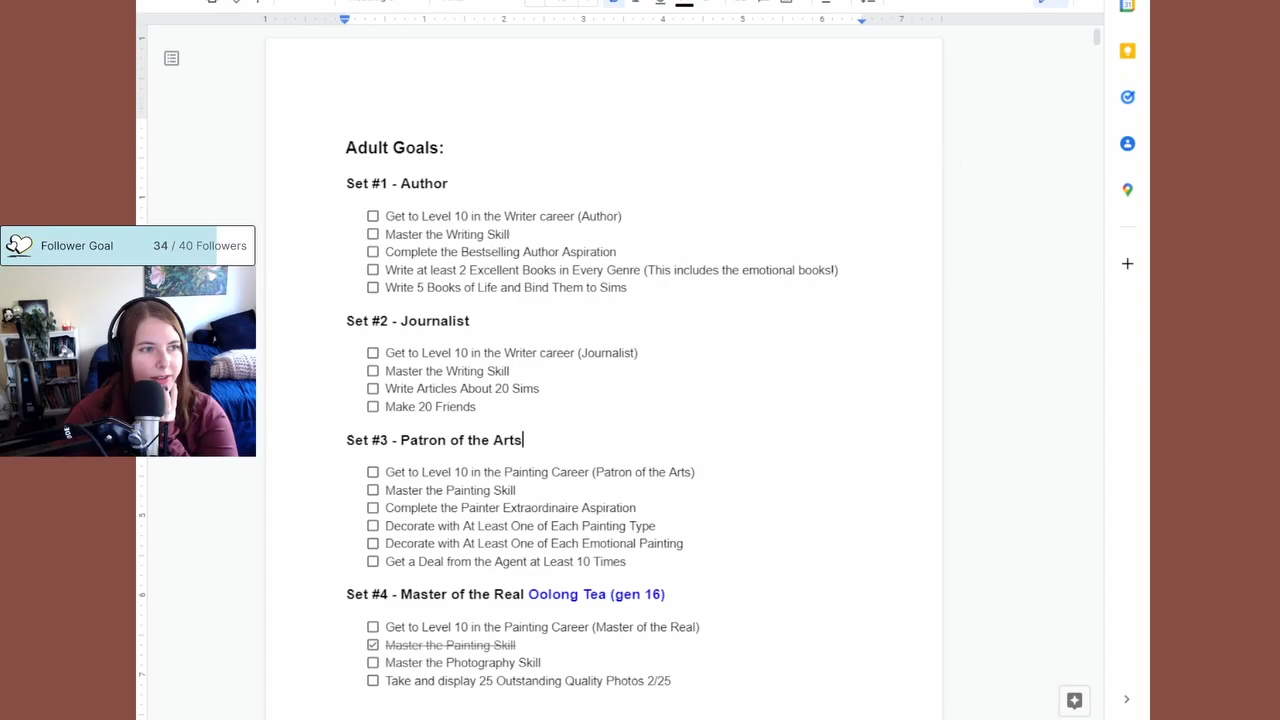 1 1 2 3 4 5 6 7
Adult Goals:
Set #1 - Author
Get to Level 10 in the Writer career (Author)
Master the Writing Skill
Complete the Bestselling Author Aspiration
Write at least 2 Excellent Books in Every Genre (This includes the emotional books!)
Write 5 Books of Life and Bind Them to Sims
Follower Goal 34 / 40 Followers
Set #2 - Journalist
Get to Level 10 in the Writer career (Journalist)
Master the Writing Skill
Write Articles About 20 Sims
Make 20 Friends
Set #3 - Patron of the Arts
Get to Level 10 in the Painting Career (Patron of the Arts)
Master the Painting Skill
Complete the Painter Extraordinaire Aspiration
Decorate with At Least One of Each Painting Type
Decorate with At Least One of Each Emotional Painting
Get a Deal from the Agent at Least 10 Times
Set #4 - Master of the Real Oolong Tea (gen 16)
Get to Level 10 in the Painting Career (Master of the Real)
Master the Painting Skill
Master the Photography Skill
Take and display 25 Outstanding Quality Photos 2/25